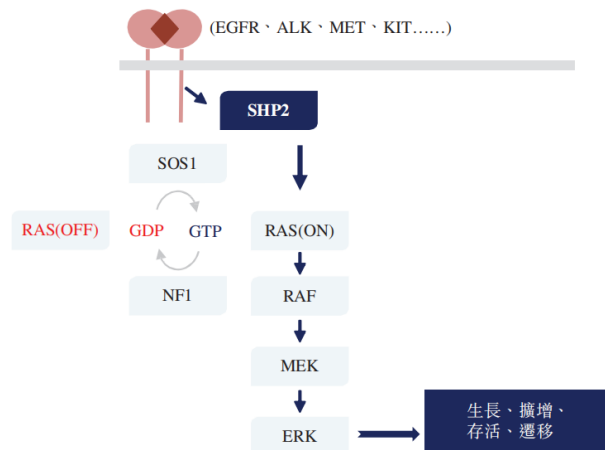 (EGFR、ALK、MET、KIT……)
SHP2
SOS1
RAS(OFF)
GDP
GTP
RAS(ON)
NF1
RAF
MEK
ERK
生長、擴增、
存活、遷移